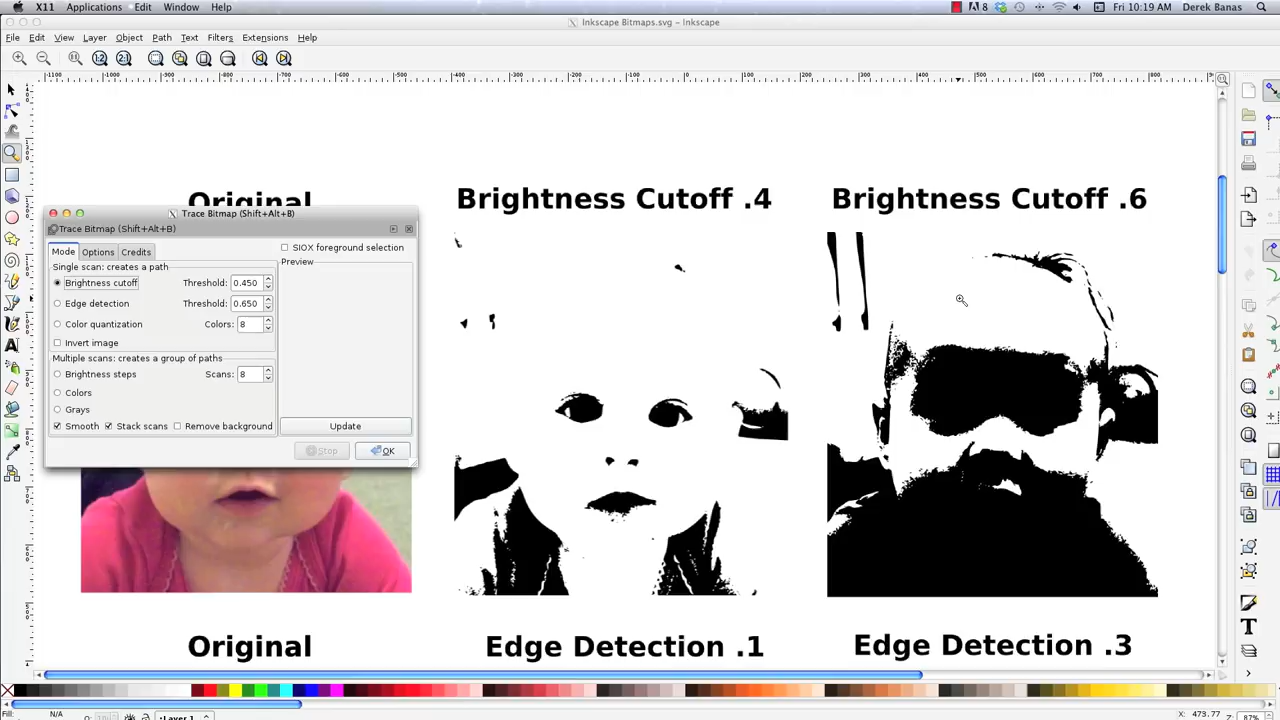 X11 Applications Edit Window 8 Fri 10:19 AM Derek Banas
Inkscape Bitmaps.svg - Inkscape
File Edit View Layer Object Path Text Filters Extensions Help
Original
Brightness Cutoff .4
Brightness Cutoff .6
Trace Bitmap (Shift+Alt+B)
Trace Bitmap (Shift+Alt+B)
Mode Options Credits
SIOX foreground selection
Single scan: creates a path
Preview
Brightness cutoff Threshold: 0.450
Edge detection Threshold: 0.650
Color quantization Colors: 8
Invert image
Multiple scans: creates a group of paths
Brightness steps Scans: 8
Colors
Grays
Smooth Stack scans Remove background
Update
Stop OK
Original
Edge Detection .1
Edge Detection .3
Fill: N/A
Layer 1
X: 473.77
Z: 87%